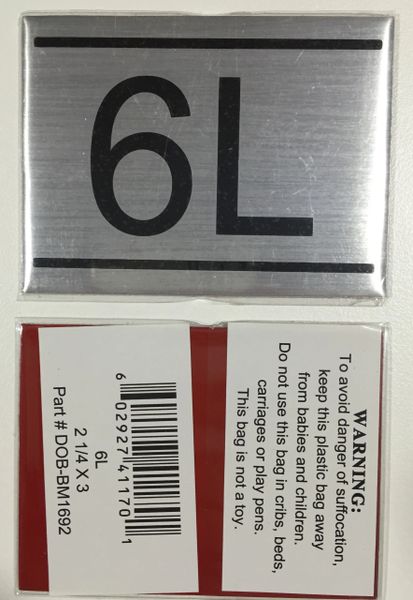 6L
WARNING:
To avoid danger of suffocation,
keep this plastic bag away
from babies and children.
Do not use this bag in cribs, beds,
carriages or play pens.
This bag is not a toy.
6 02927 41170 1
6L
2 1/4 X 3
Part # DOB-BM1692